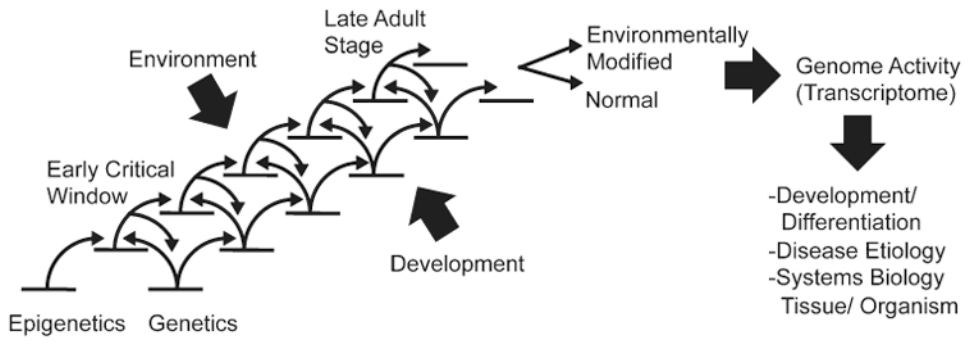 Late Adult
Stage
Environment
Environmentally
Modified
Normal
Genome Activity
(Transcriptome)
Early Critical
Window
Development
-Development/
Differentiation
-Disease Etiology
-Systems Biology
Tissue/ Organism
Epigenetics
Genetics